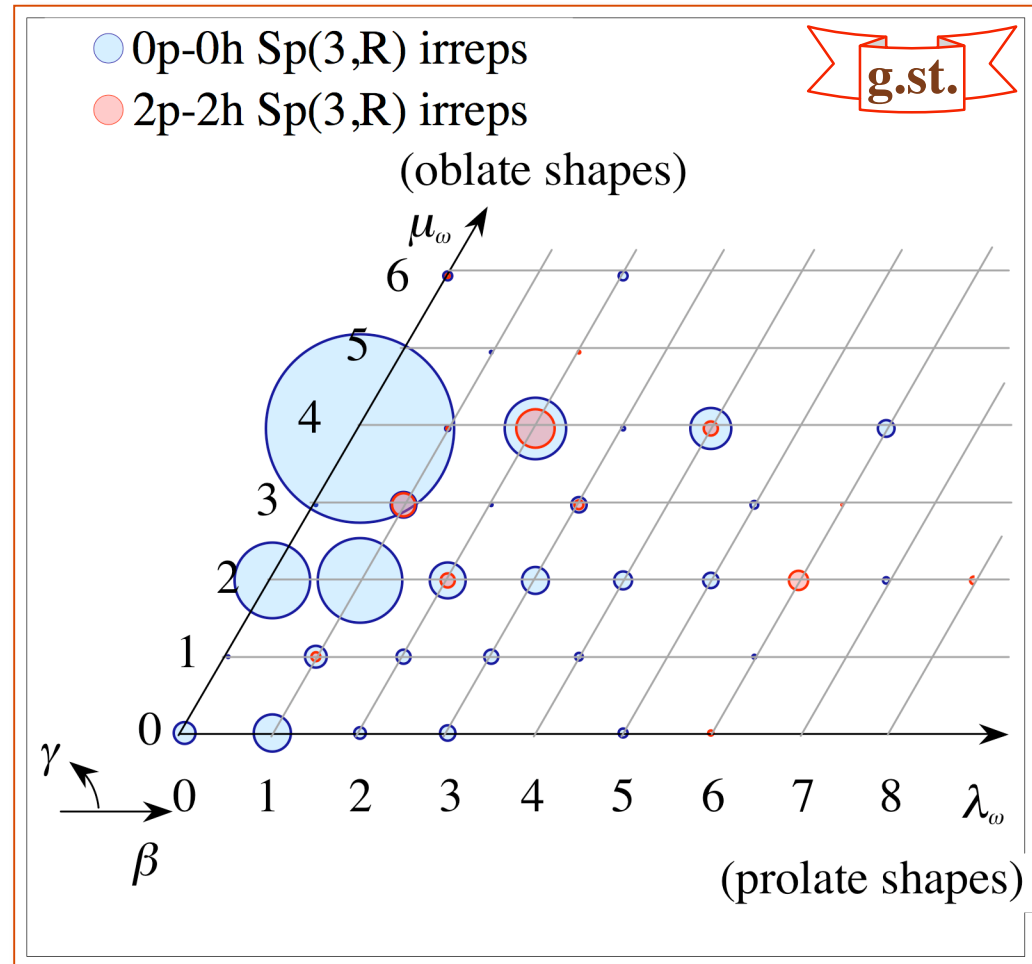 0p-0h Sp(3,R) irreps
2p-2h Sp(3,R) irreps
g.st.
(oblate shapes)
μω
6
5
4
3
2
1
0
γ
0 1 2 3 4 5 6 7 8 λω
β
(prolate shapes)